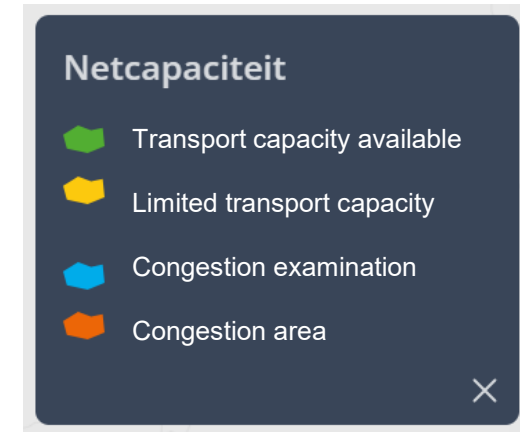 Netcapaciteit
Transport capacity available
Limited transport capacity
Congestion examination
Congestion area